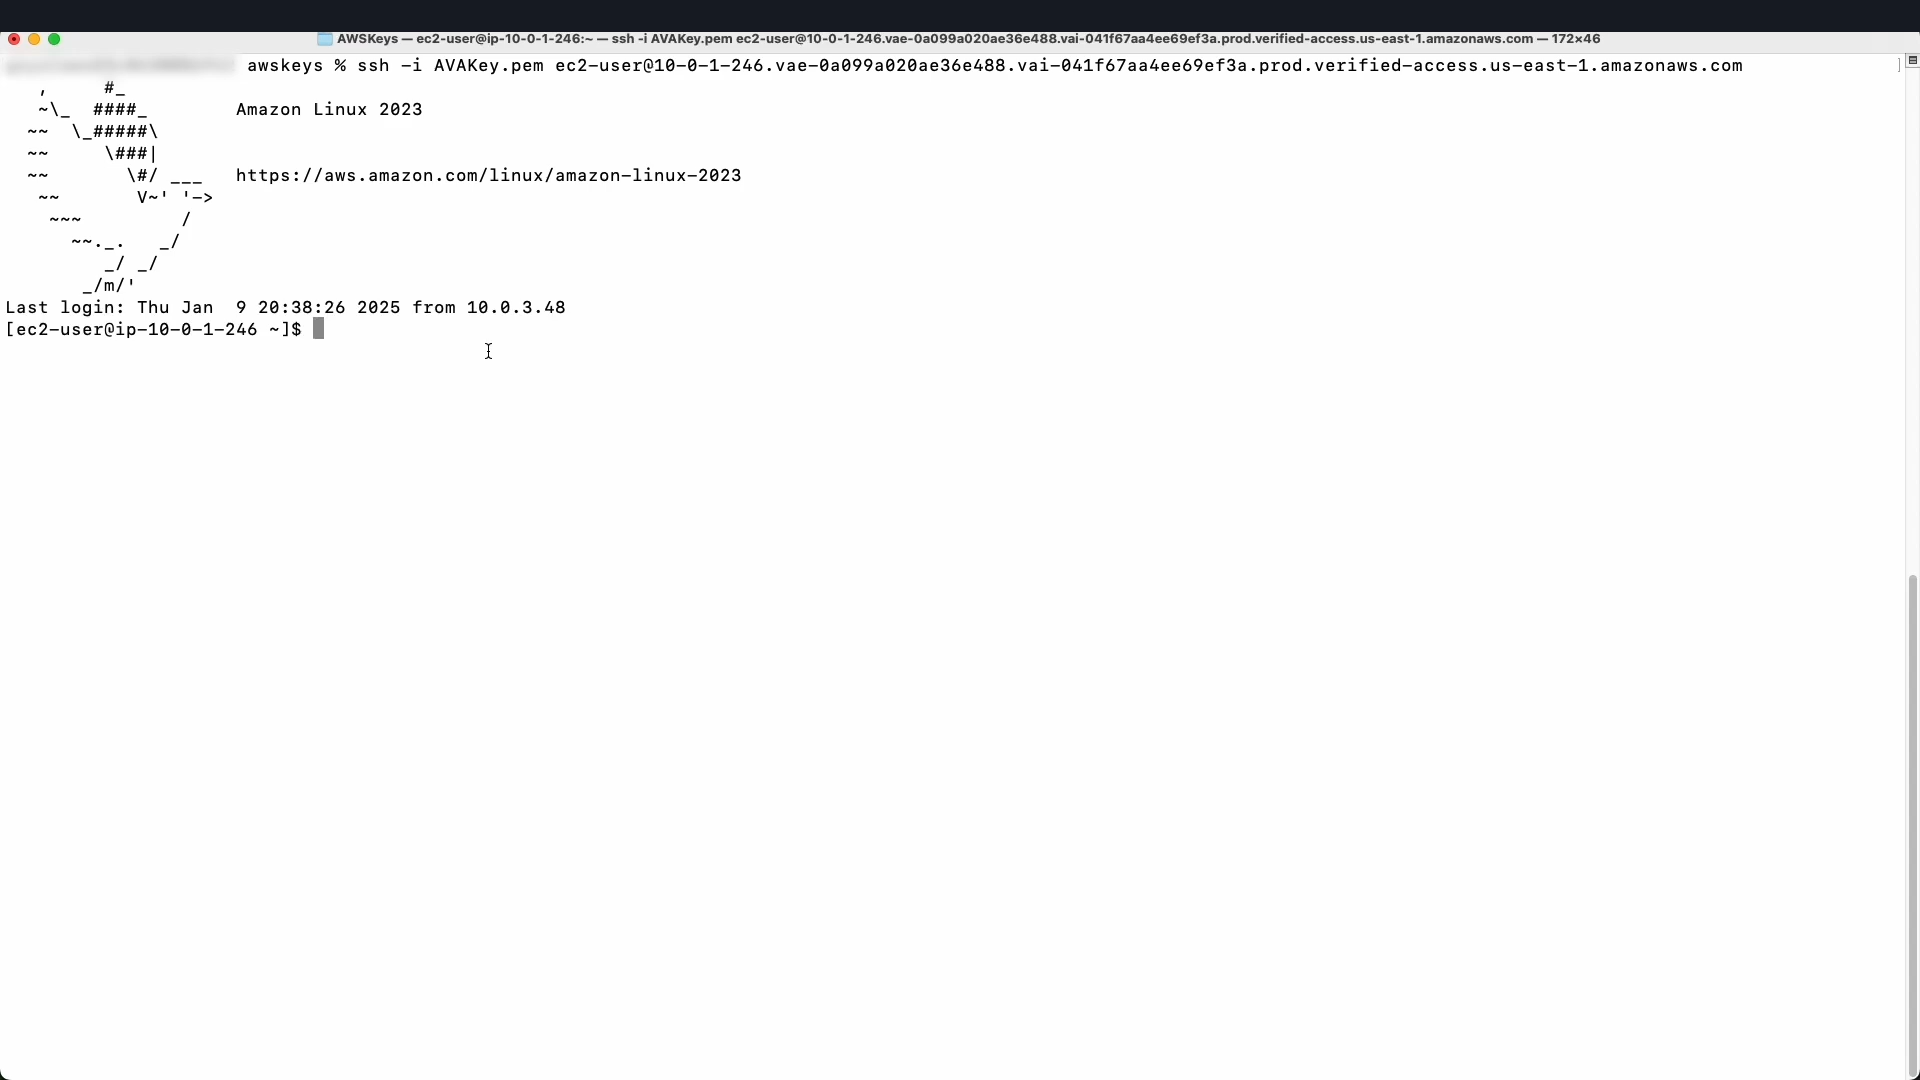 AWSKeys — ec2-user@ip-10-0-1-246:~ — ssh -i AVAKey.pem ec2-user@10-0-1-246.vae-0a099a020ae36e488.vai-041f67aa4ee69ef3a.prod.verified-access.us-east-1.amazonaws.com — 172×46
awskeys % ssh -i AVAKey.pem ec2-user@10-0-1-246.vae-0a099a020ae36e488.vai-041f67aa4ee69ef3a.prod.verified-access.us-east-1.amazonaws.com ]
   ,     #_
   ~\_  ####_        Amazon Linux 2023
  ~~  \_#####\
  ~~     \###|
  ~~       \#/ ___   https://aws.amazon.com/linux/amazon-linux-2023
   ~~       V~' '->
    ~~~         /
      ~~._.   _/
         _/ _/
       _/m/'
Last login: Thu Jan  9 20:38:26 2025 from 10.0.3.48
[ec2-user@ip-10-0-1-246 ~]$